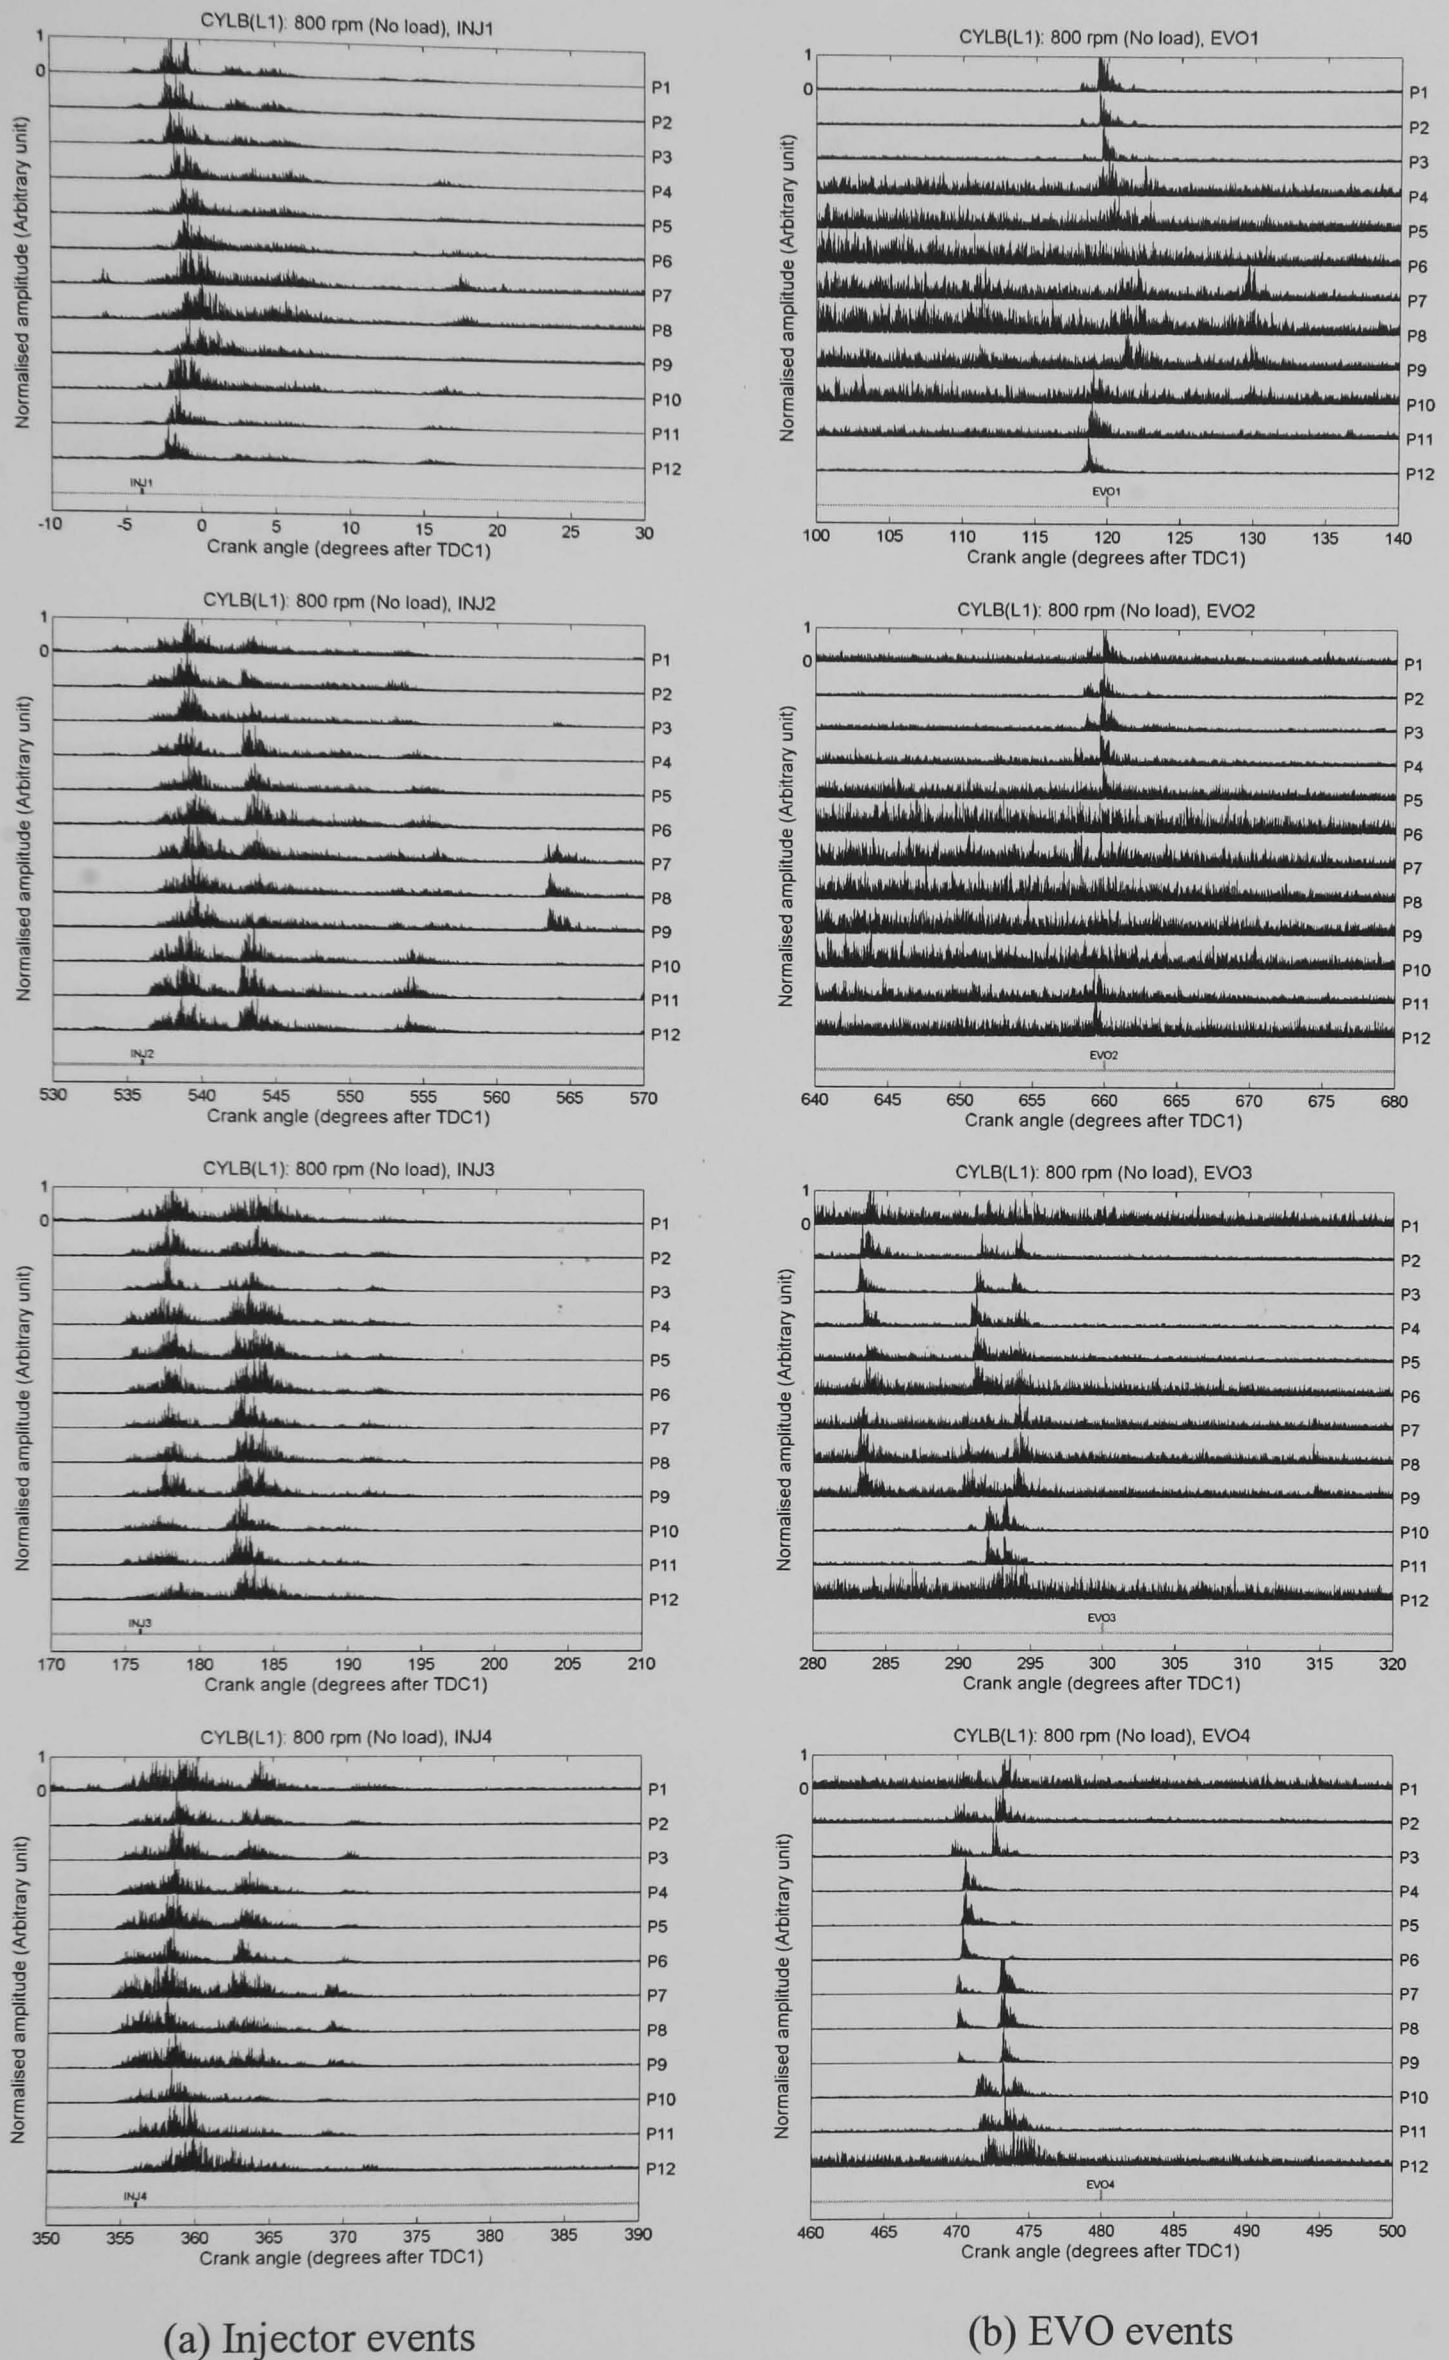 CYLB(L1): 800 rpm (No load), INJ1
1
0
P1
P2
P3
P4
P5
P6
P7
P8
P9
P10
P11
P12
Normalised amplitude (Arbitrary unit)
INJ1
-10 -5 0 5 10 15 20 25 30
Crank angle (degrees after TDC1)
CYLB(L1): 800 rpm (No load), EVO1
1
0
P1
P2
P3
P4
P5
P6
P7
P8
P9
P10
P11
P12
Normalised amplitude (Arbitrary unit)
EVO1
100 105 110 115 120 125 130 135 140
Crank angle (degrees after TDC1)
CYLB(L1): 800 rpm (No load), INJ2
1
0
P1
P2
P3
P4
P5
P6
P7
P8
P9
P10
P11
P12
Normalised amplitude (Arbitrary unit)
INJ2
530 535 540 545 550 555 560 565 570
Crank angle (degrees after TDC1)
CYLB(L1): 800 rpm (No load), EVO2
1
0
P1
P2
P3
P4
P5
P6
P7
P8
P9
P10
P11
P12
Normalised amplitude (Arbitrary unit)
EVO2
640 645 650 655 660 665 670 675 680
Crank angle (degrees after TDC1)
CYLB(L1): 800 rpm (No load), INJ3
1
0
P1
P2
P3
P4
P5
P6
P7
P8
P9
P10
P11
P12
Normalised amplitude (Arbitrary unit)
INJ3
170 175 180 185 190 195 200 205 210
Crank angle (degrees after TDC1)
CYLB(L1): 800 rpm (No load), EVO3
1
0
P1
P2
P3
P4
P5
P6
P7
P8
P9
P10
P11
P12
Normalised amplitude (Arbitrary unit)
EVO3
280 285 290 295 300 305 310 315 320
Crank angle (degrees after TDC1)
CYLB(L1): 800 rpm (No load), INJ4
1
0
P1
P2
P3
P4
P5
P6
P7
P8
P9
P10
P11
P12
Normalised amplitude (Arbitrary unit)
INJ4
350 355 360 365 370 375 380 385 390
Crank angle (degrees after TDC1)
CYLB(L1): 800 rpm (No load), EVO4
1
0
P1
P2
P3
P4
P5
P6
P7
P8
P9
P10
P11
P12
Normalised amplitude (Arbitrary unit)
EVO4
460 465 470 475 480 485 490 495 500
Crank angle (degrees after TDC1)
(a) Injector events
(b) EVO events